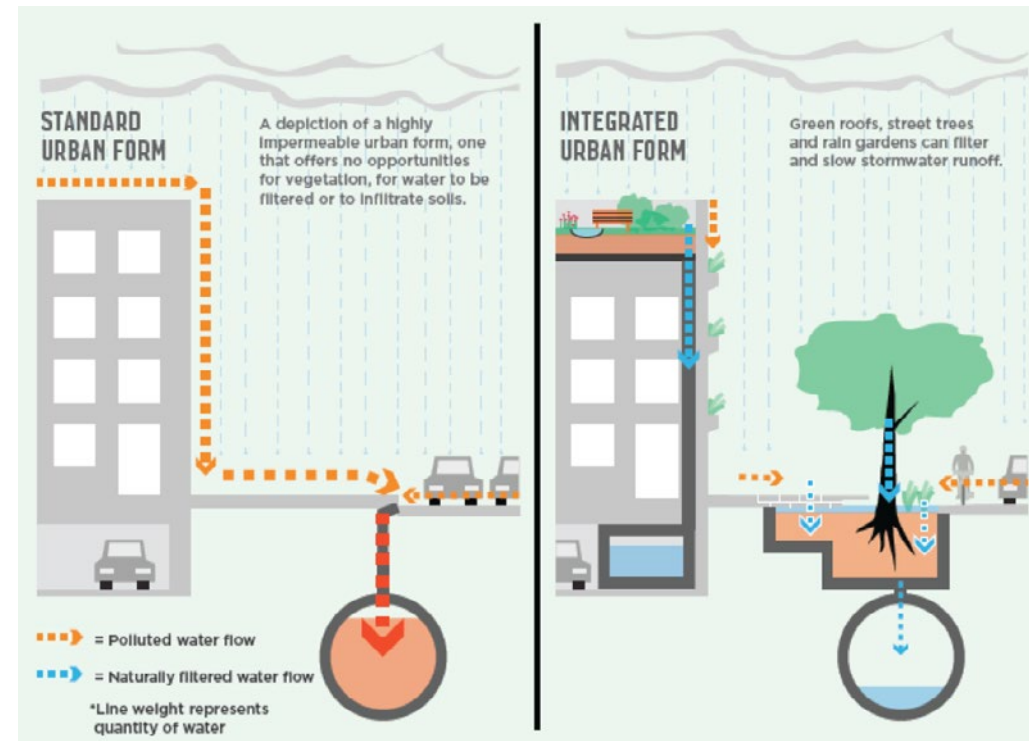 STANDARD
URBAN FORM
A depiction of a highly
impermeable urban form, one
that offers no opportunities
for vegetation, for water to be
filtered or to infiltrate soils.
= Polluted water flow
= Naturally filtered water flow
*Line weight represents
quantity of water
INTEGRATED
URBAN FORM
Green roofs, street trees
and rain gardens can filter
and slow stormwater runoff.